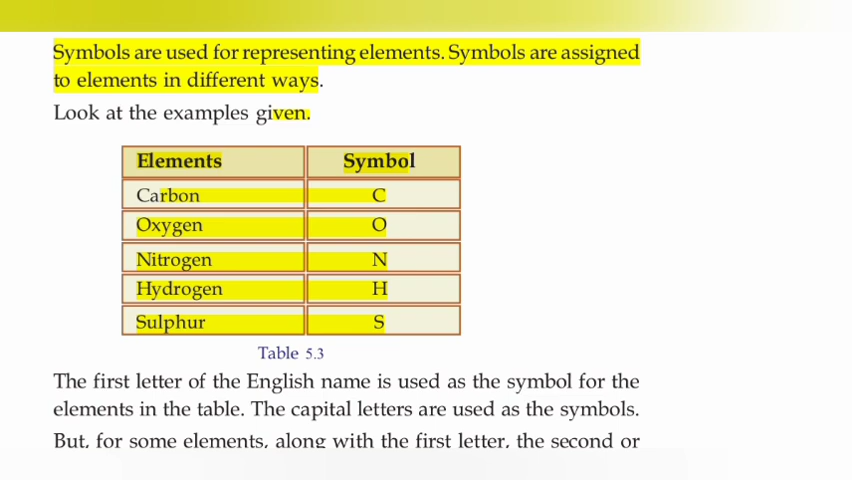 Symbols are used for representing elements. Symbols are assigned
to elements in different ways.
Look at the examples given.
Elements Symbol
Carbon C
Oxygen O
Nitrogen N
Hydrogen H
Sulphur S
Table 5.3
The first letter of the English name is used as the symbol for the
elements in the table. The capital letters are used as the symbols.
But, for some elements, along with the first letter, the second or